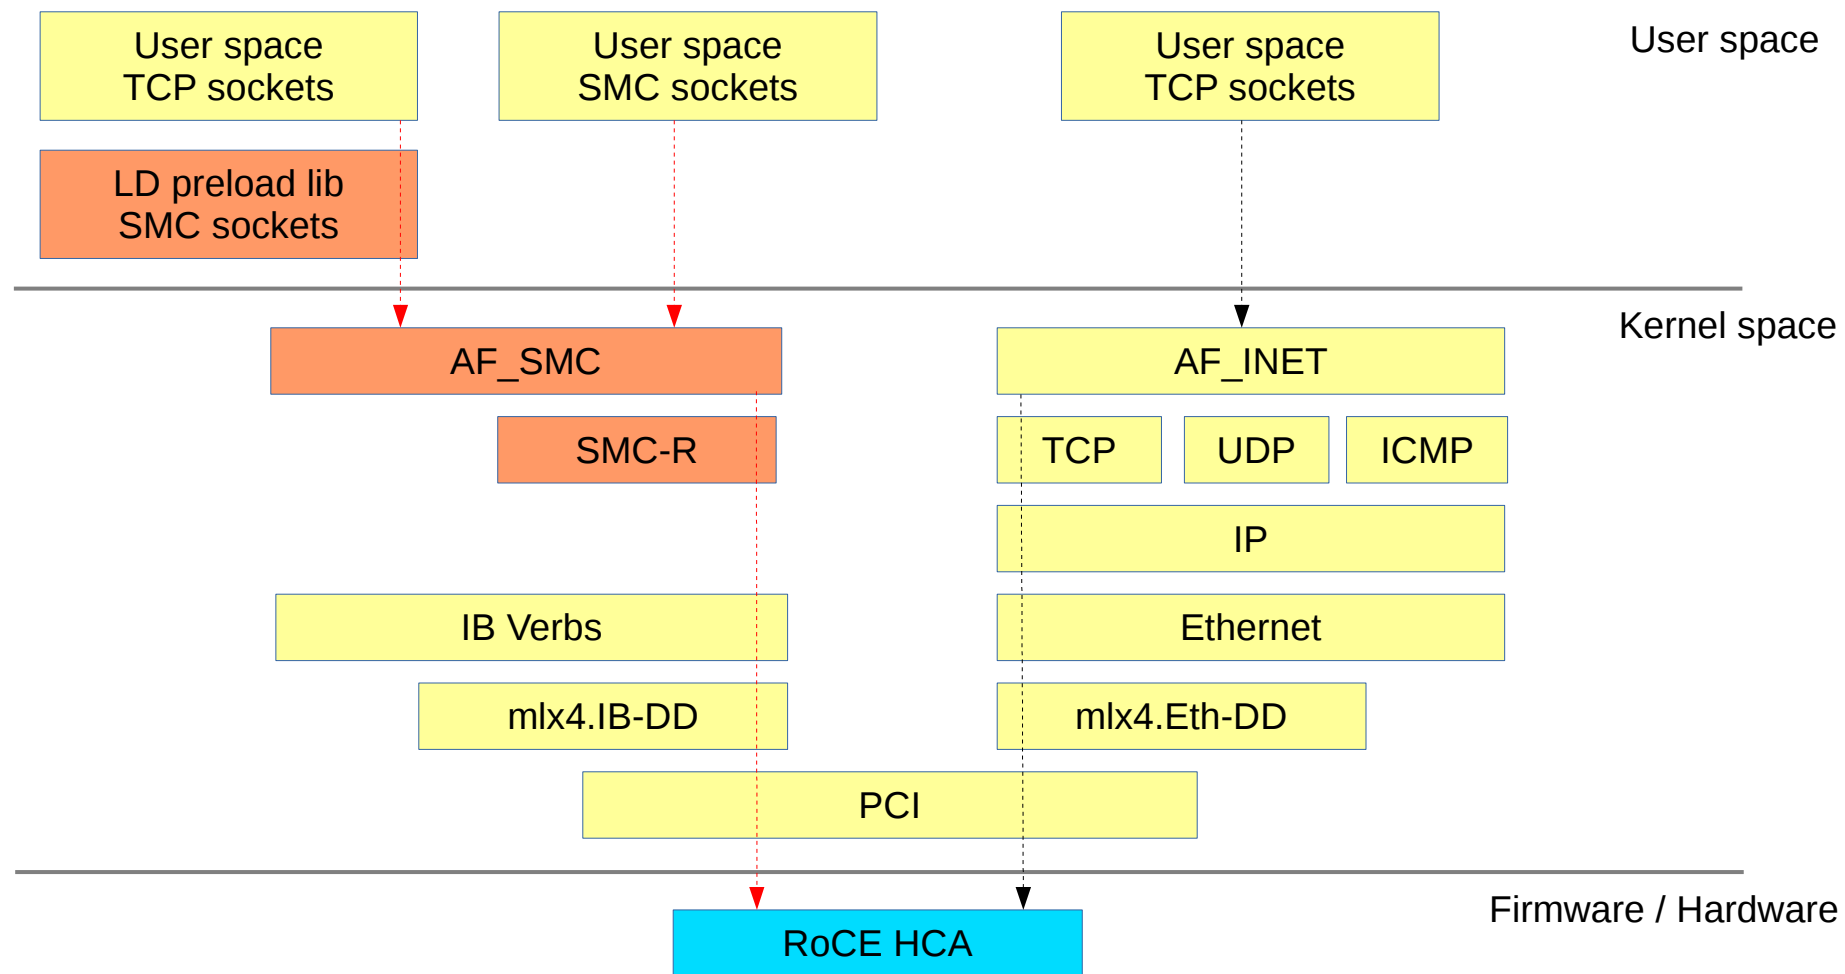 User space
TCP sockets
User space
SMC sockets
User space
TCP sockets
User space
LD preload lib
SMC sockets
Kernel space
AF_SMC
AF_INET
SMC-R
TCP
UDP
ICMP
IP
IB Verbs
Ethernet
mlx4.IB-DD
mlx4.Eth-DD
PCI
Firmware / Hardware
RoCE HCA